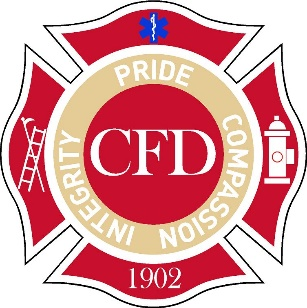 PRIDE
COMPASSION
INTEGRITY
CFD
1902